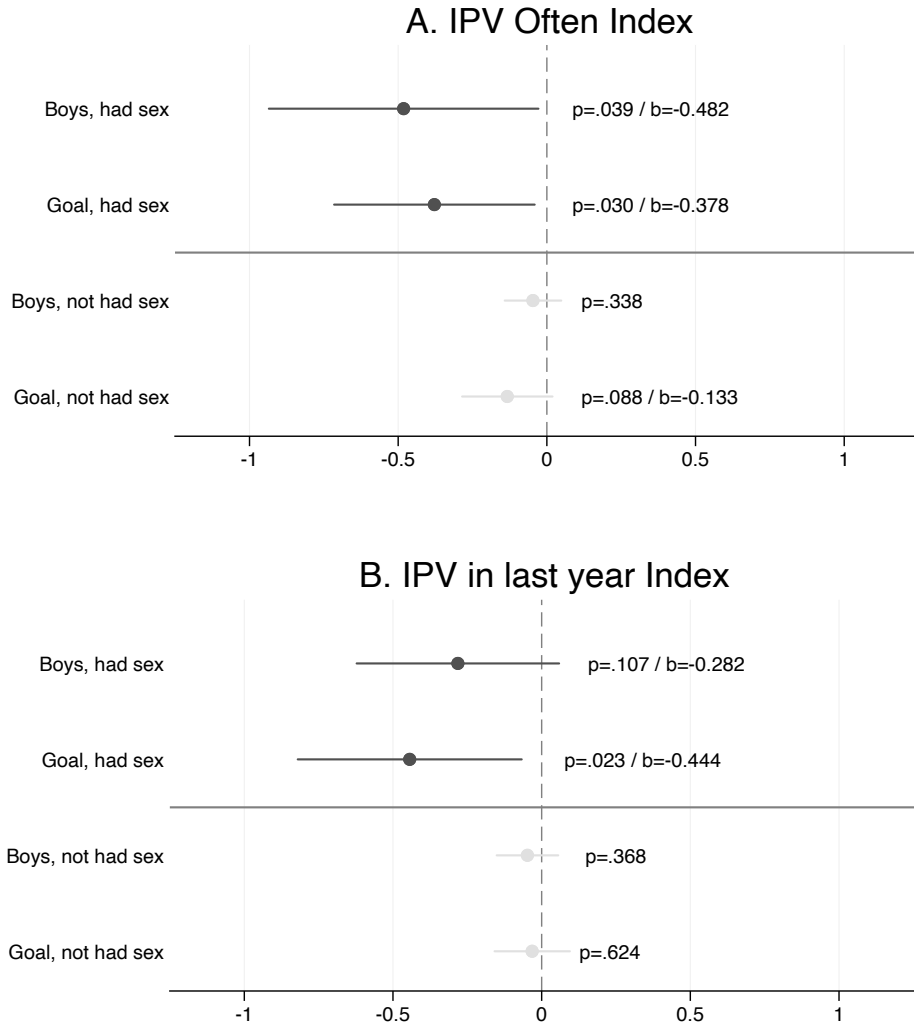 A. IPV Often Index
Boys, had sex
p=.039 / b=-0.482
Goal, had sex
p=.030 / b=-0.378
Boys, not had sex
p=.338
Goal, not had sex
p=.088 / b=-0.133
-1 -0.5 0 0.5 1
B. IPV in last year Index
Boys, had sex
p=.107 / b=-0.282
Goal, had sex
p=.023 / b=-0.444
Boys, not had sex
p=.368
Goal, not had sex
p=.624
-1 -0.5 0 0.5 1